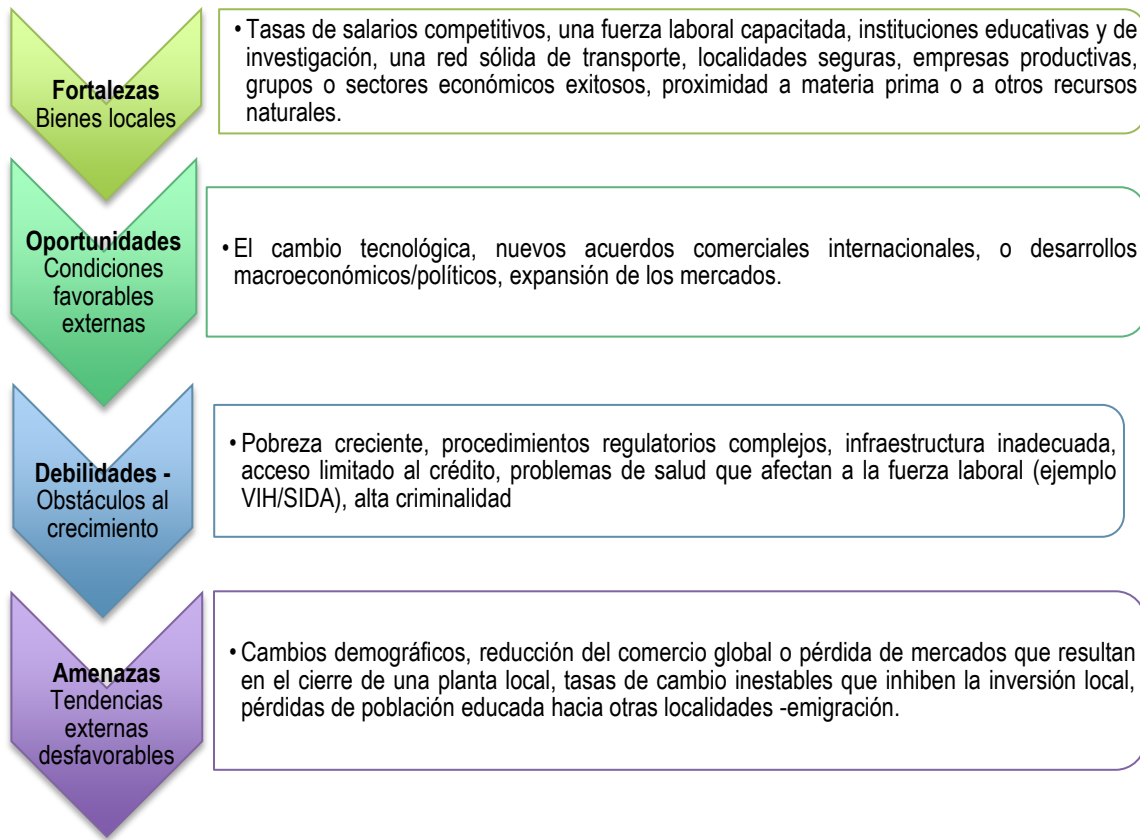 Fortalezas
Bienes locales
• Tasas de salarios competitivos, una fuerza laboral capacitada, instituciones educativas y de
investigación, una red sólida de transporte, localidades seguras, empresas productivas,
grupos o sectores económicos exitosos, proximidad a materia prima o a otros recursos
naturales.
Oportunidades
Condiciones
favorables
externas
• El cambio tecnológica, nuevos acuerdos comerciales internacionales, o desarrollos
macroeconómicos/políticos, expansión de los mercados.
Debilidades -
Obstáculos al
crecimiento
• Pobreza creciente, procedimientos regulatorios complejos, infraestructura inadecuada,
acceso limitado al crédito, problemas de salud que afectan a la fuerza laboral (ejemplo
VIH/SIDA), alta criminalidad
Amenazas
Tendencias
externas
desfavorables
• Cambios demográficos, reducción del comercio global o pérdida de mercados que resultan
en el cierre de una planta local, tasas de cambio inestables que inhiben la inversión local,
pérdidas de población educada hacia otras localidades -emigración.